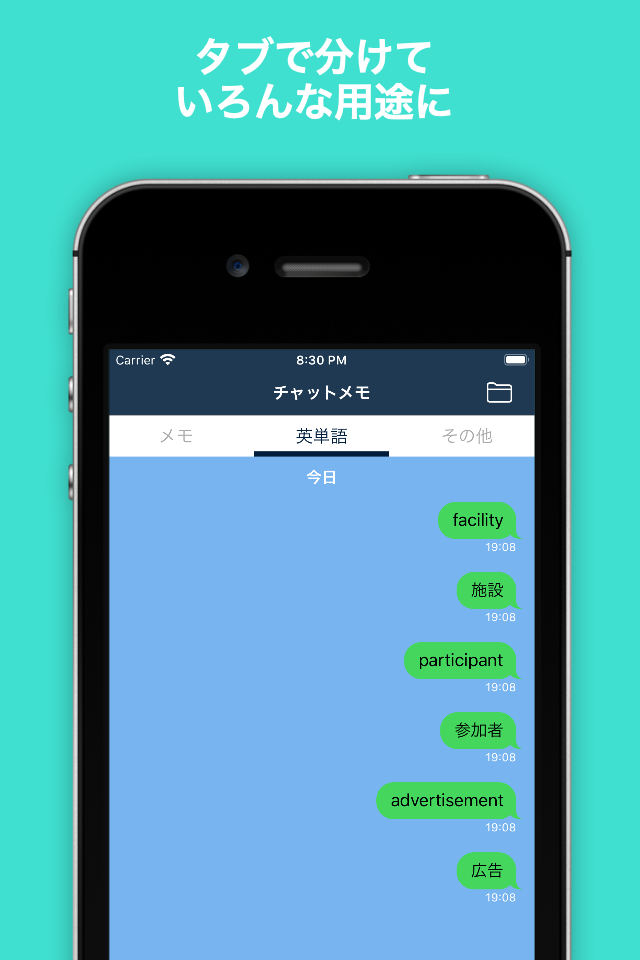 タブで分けて
いろんな用途に
Carrier 8:30 PM
チャットメモ
メモ 英単語 その他
今日
facility
19:08
施設
19:08
participant
19:08
参加者
19:08
advertisement
19:08
広告
19:08